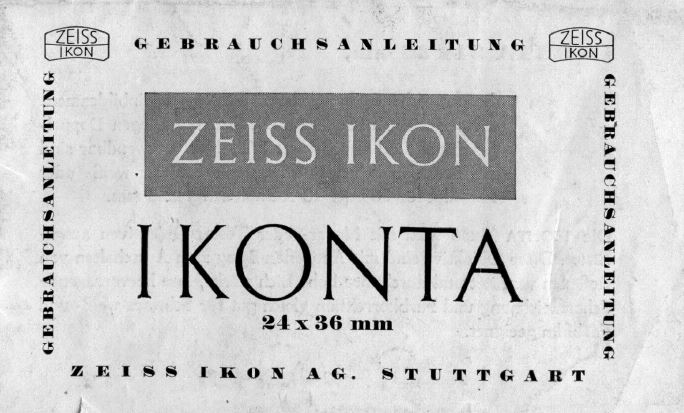 ZEISS
IKON
GEBRAUCHSANLEITUNG
ZEISS
IKON
GEBRAUCHSANLEITUNG
ZEISS IKON
IKONTA
24 x 36 mm
GEBRAUCHSANLEITUNG
ZEISS IKON AG. STUTTGART